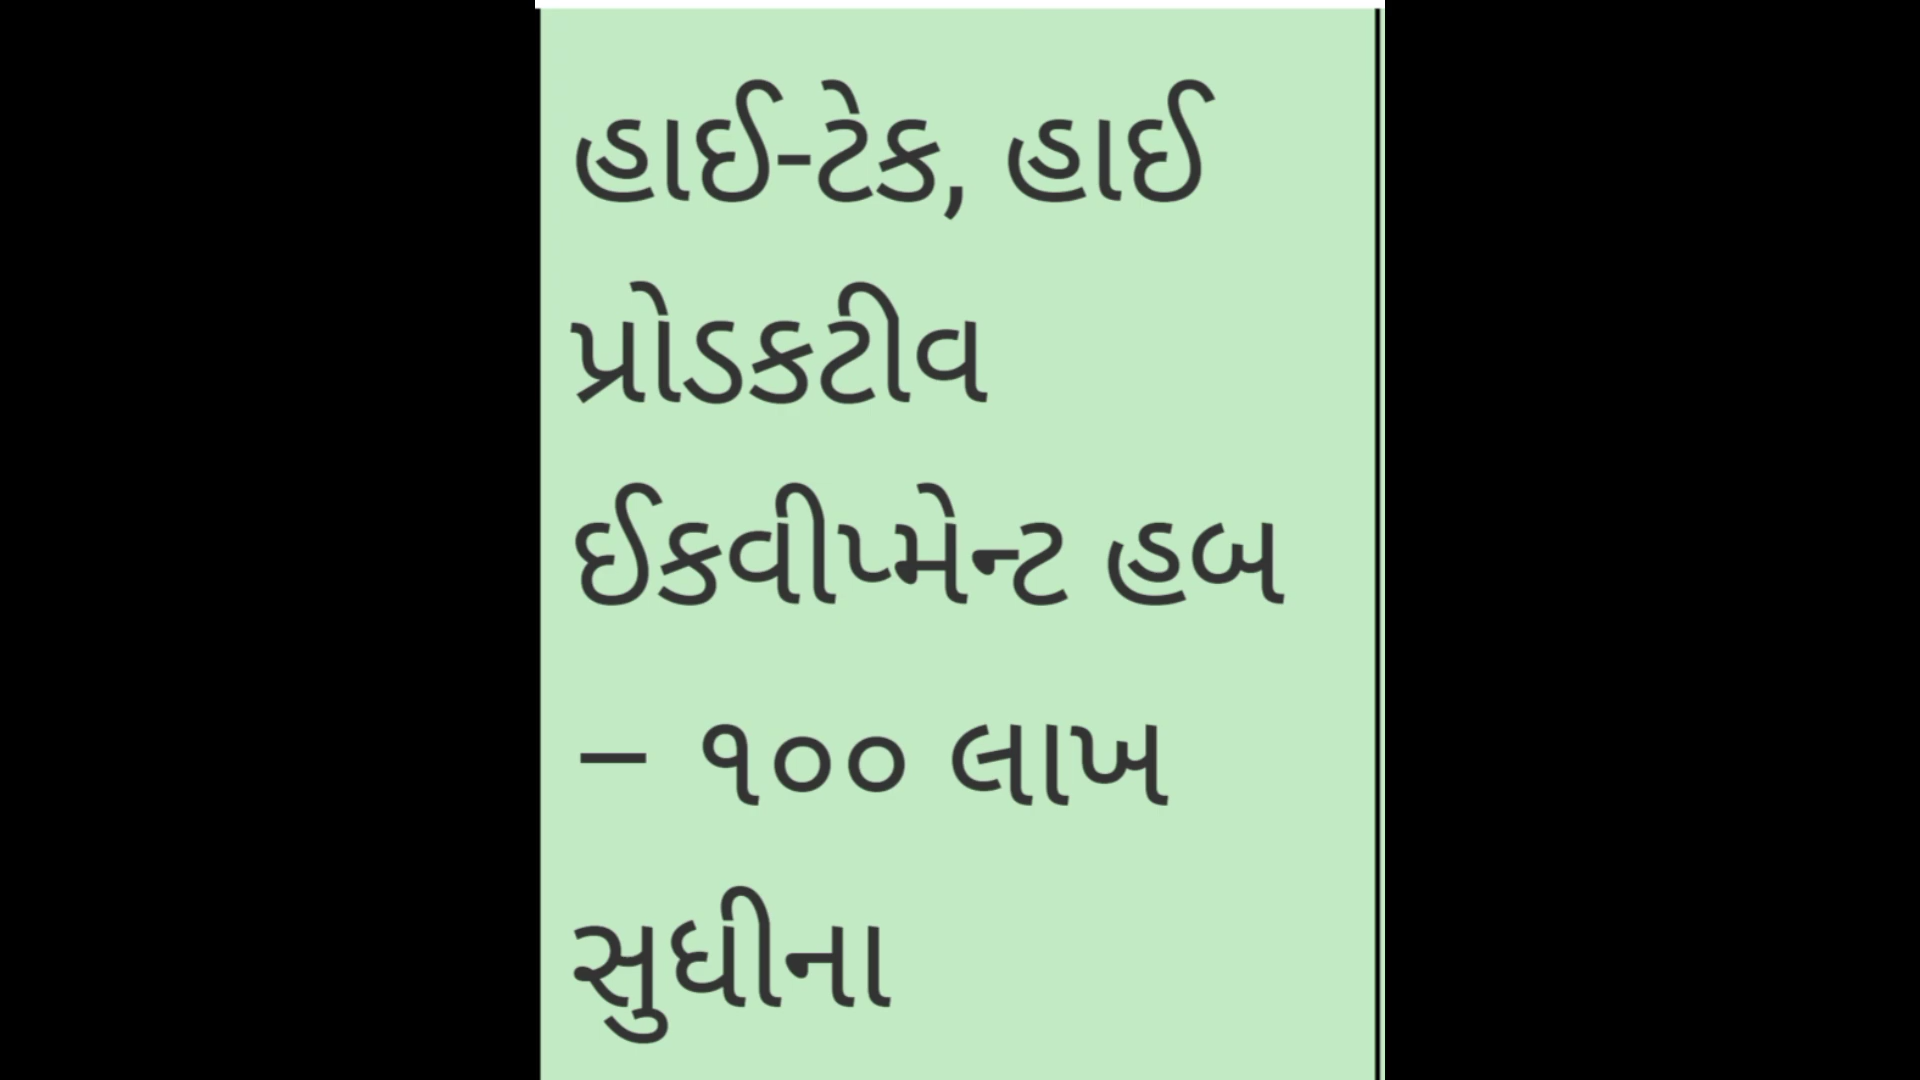 હાઈ-ટેક, હાઈ
પ્રોડકટીવ
ઈકવીપ્મેન્ટ હબ
– ૧૦૦ લાખ
સુધીના